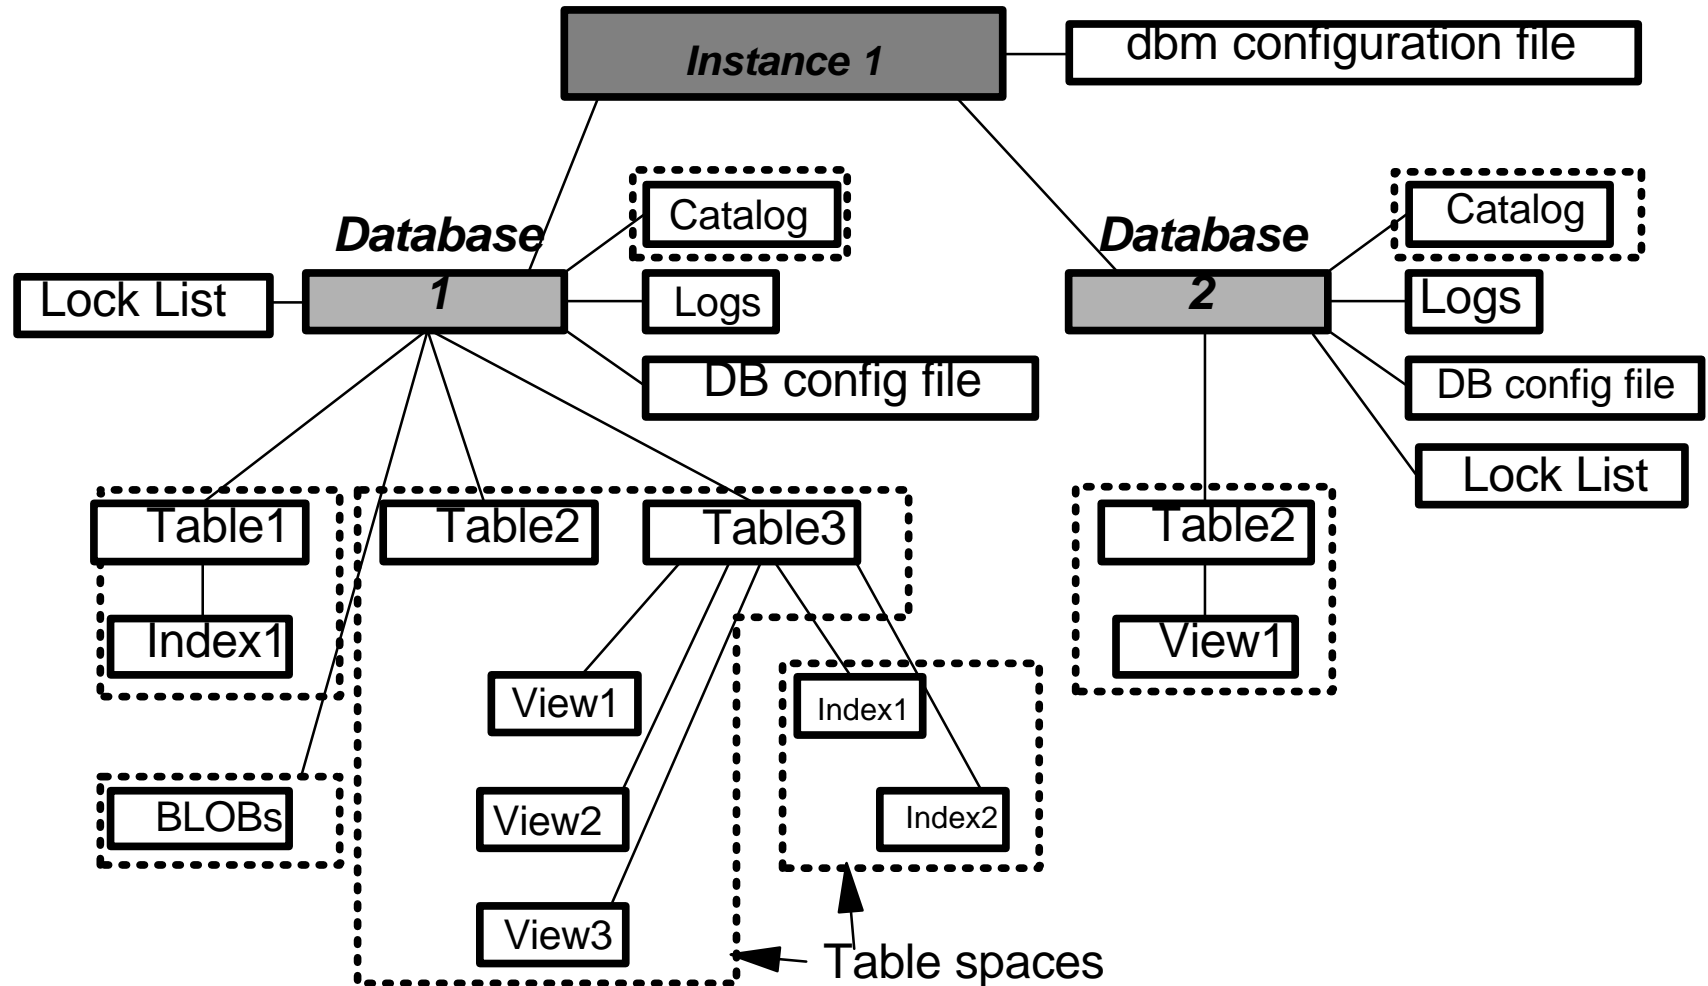 Instance 1
dbm configuration file
Catalog
Catalog
Database
1
Database
2
Lock List
Logs
Logs
DB config file
DB config file
Lock List
Table1
Table2
Table3
Table2
Index1
View1
View1
Index1
BLOBs
View2
Index2
View3
Table spaces